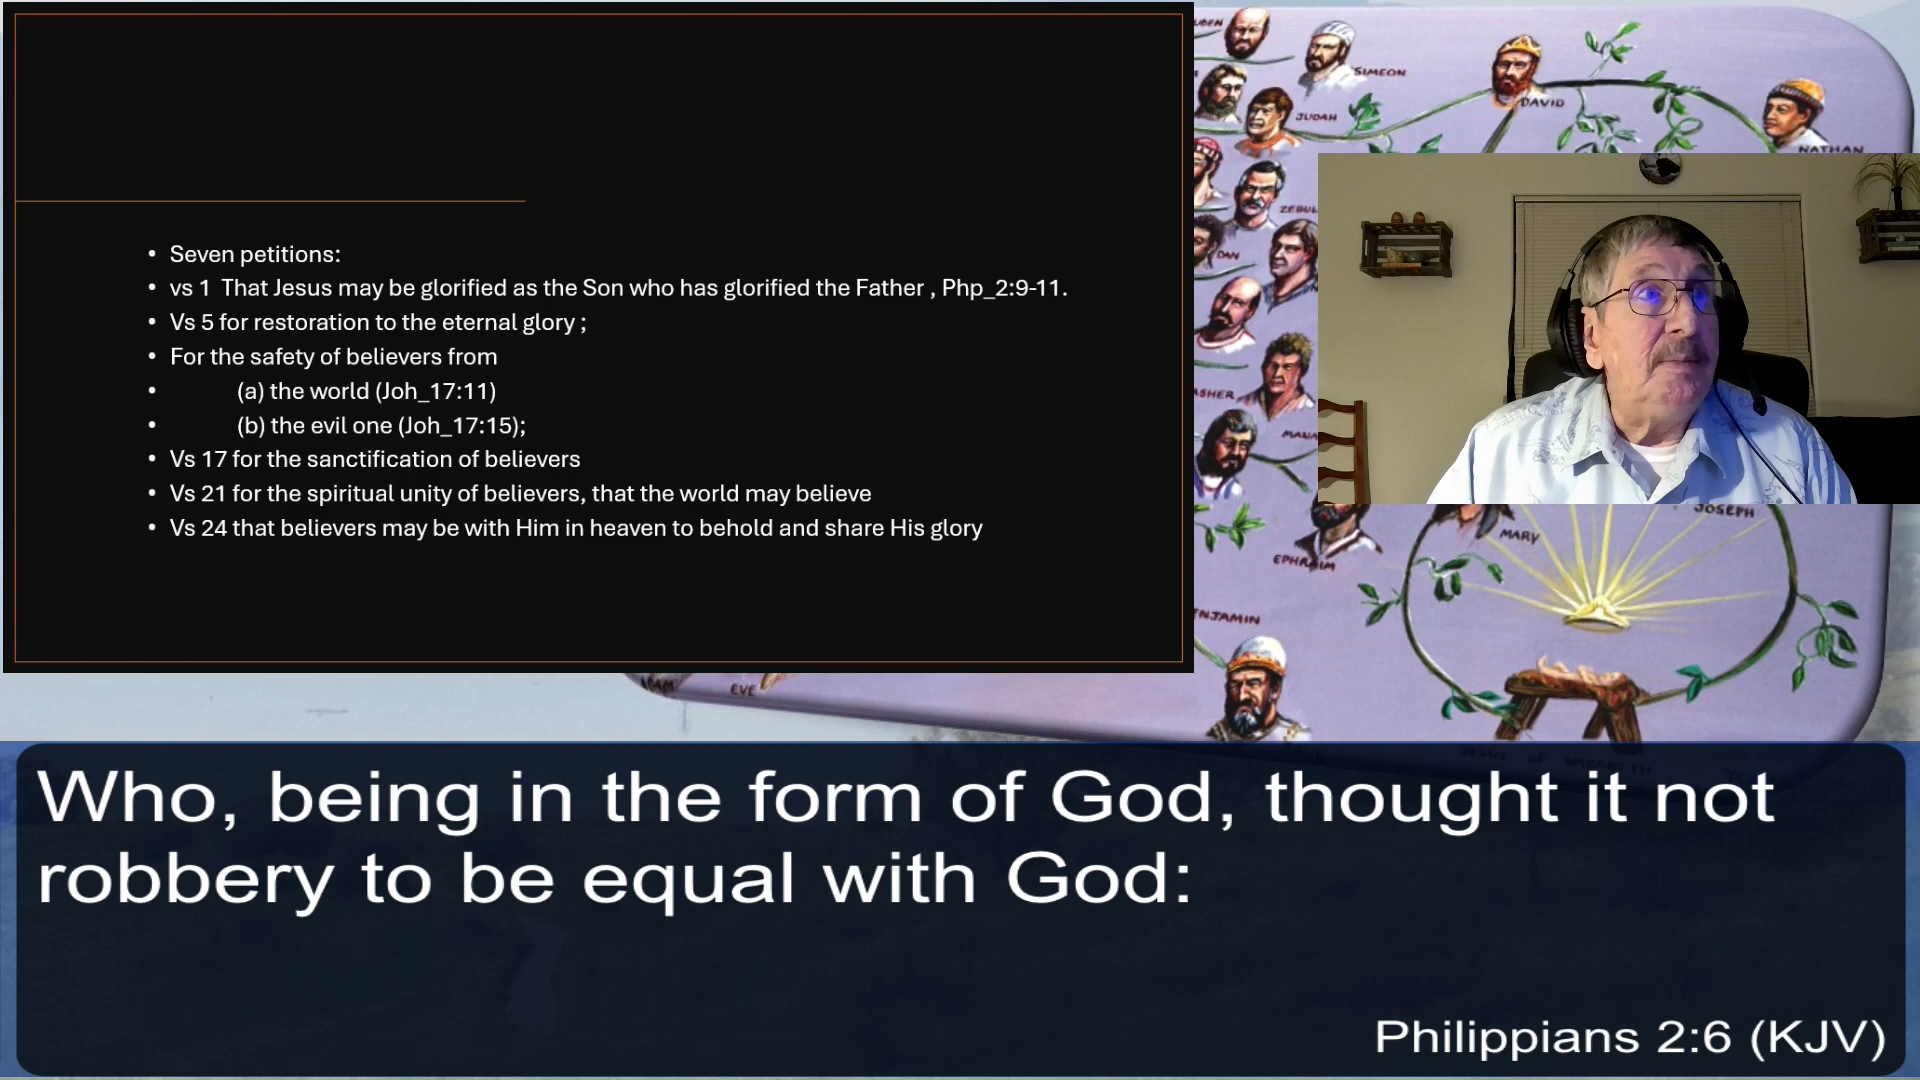 Seven petitions:
vs 1 That Jesus may be glorified as the Son who has glorified the Father , Php_2:9-11.
Vs 5 for restoration to the eternal glory ;
For the safety of believers from
(a) the world (Joh_17:11)
(b) the evil one (Joh_17:15);
Vs 17 for the sanctification of believers
Vs 21 for the spiritual unity of believers, that the world may believe
Vs 24 that believers may be with Him in heaven to behold and share His glory
SIMEON
DAVID
JUDAH
NATHAN
DAN
JOSEPH
MARY
EPHRAIM
ADAM
EVE
Who, being in the form of God, thought it not
robbery to be equal with God:
Philippians 2:6 (KJV)